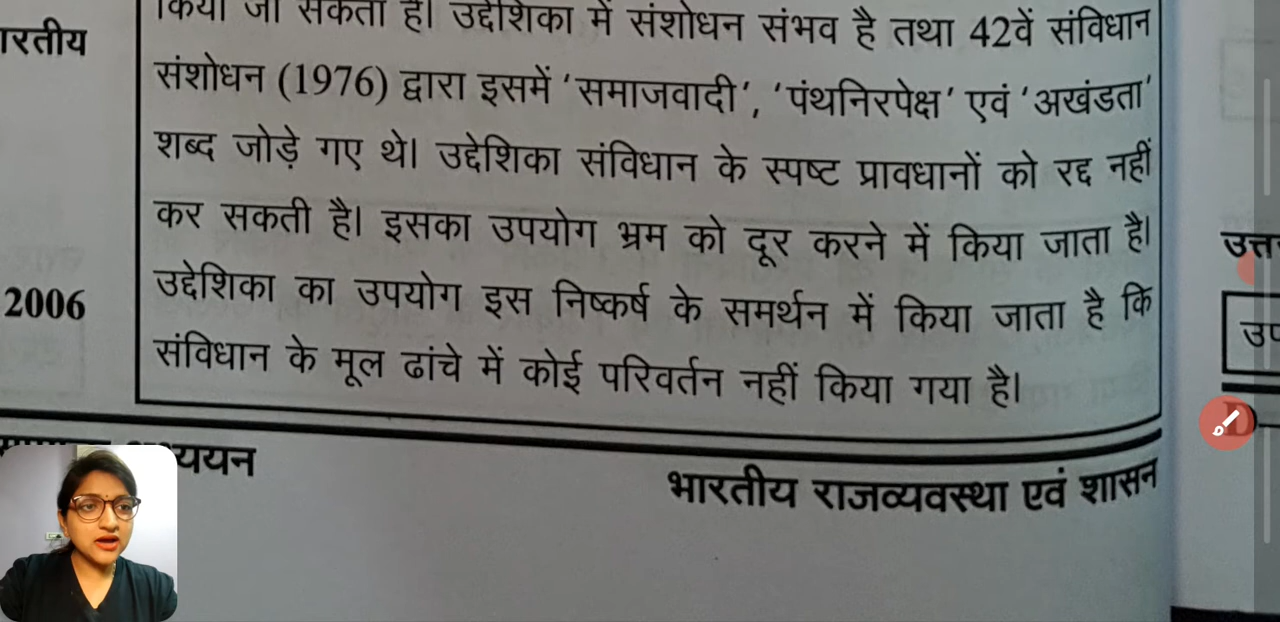 किया जा सकता है। उद्देशिका में संशोधन संभव है तथा 42वें संविधान
रतीय
संशोधन (1976) द्वारा इसमें ‘समाजवादी’, ‘पंथनिरपेक्ष’ एवं ‘अखंडता’
शब्द जोड़े गए थे। उद्देशिका संविधान के स्पष्ट प्रावधानों को रद्द नहीं
कर सकती है। इसका उपयोग भ्रम को दूर करने में किया जाता है।
2006
उद्देशिका का उपयोग इस निष्कर्ष के समर्थन में किया जाता है कि
संविधान के मूल ढांचे में कोई परिवर्तन नहीं किया गया है।
ययन
भारतीय राजव्यवस्था एवं शासन
उत्त
उप